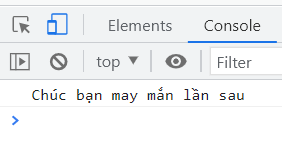 Elements Console
top Filter
Chúc bạn may mắn lần sau